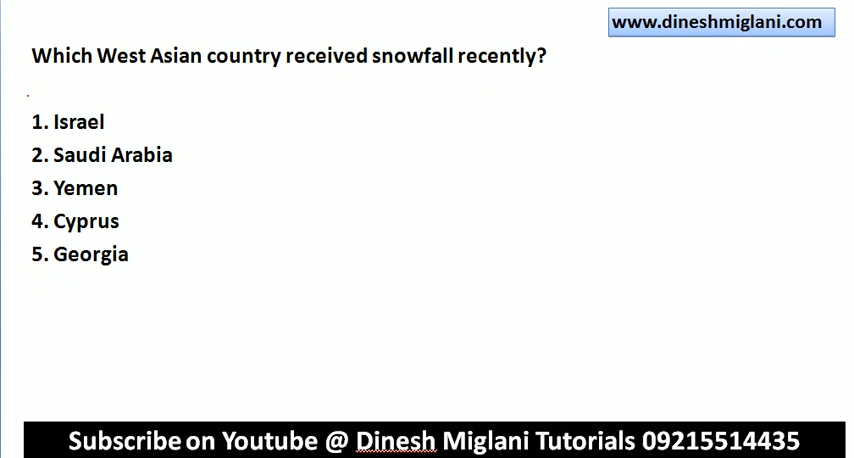 www.dineshmiglani.com
Which West Asian country received snowfall recently?
1. Israel
2. Saudi Arabia
3. Yemen
4. Cyprus
5. Georgia
Subscribe on Youtube @ Dinesh Miglani Tutorials 09215514435